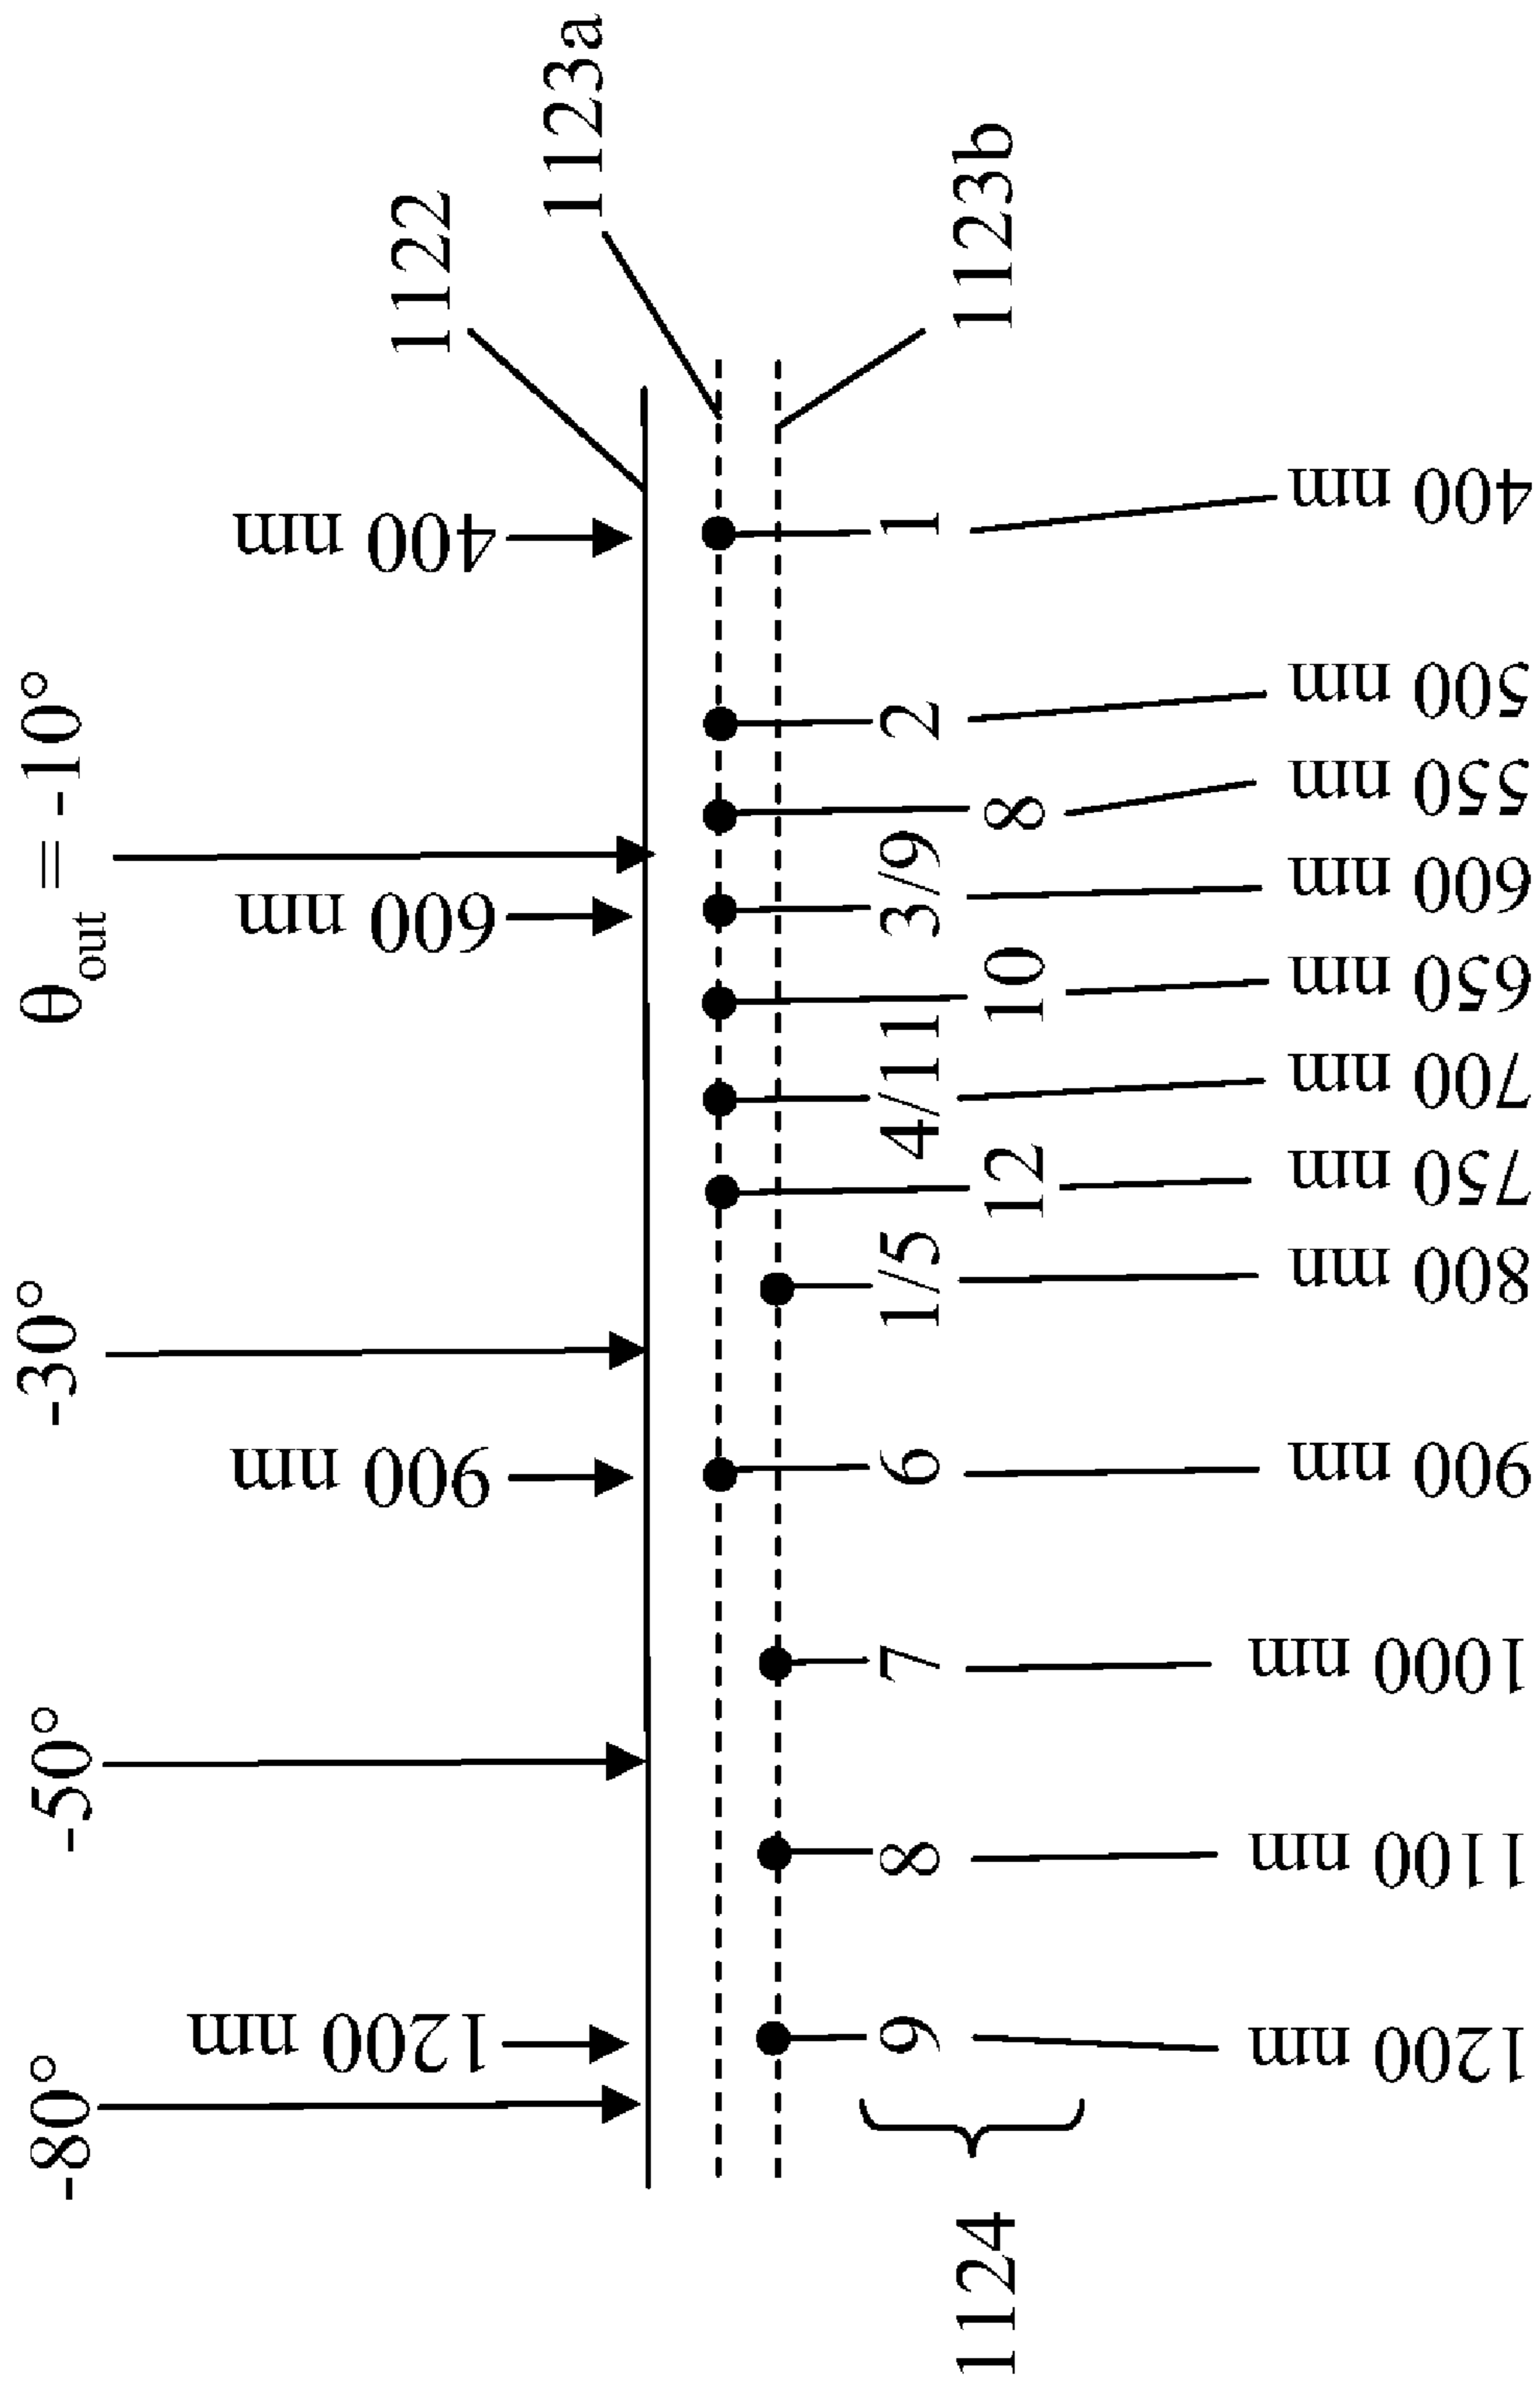 -80°
-50°
-30°
θout = -10°
1200 nm
900 nm
600 nm
400 nm
1122
1123a
1123b
9
8
7
6
1/5
12
4/11
10
3/9
8
2
1
1124
1200 nm
1100 nm
1000 nm
900 nm
800 nm
750 nm
700 nm
650 nm
600 nm
550 nm
500 nm
400 nm